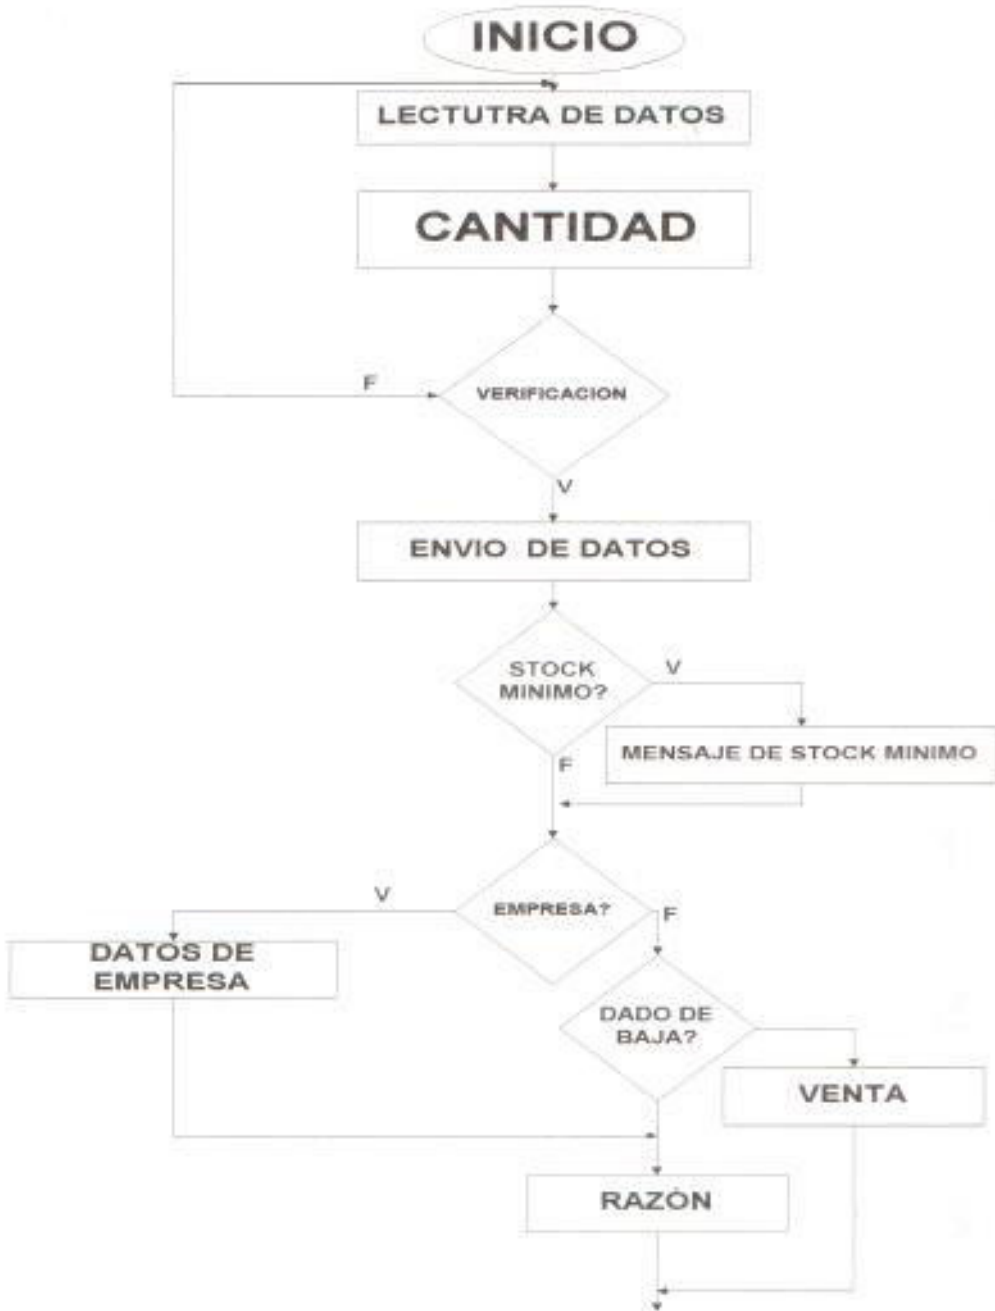 INICIO
LECTUTRA DE DATOS
CANTIDAD
F
VERIFICACION
V
ENVIO DE DATOS
STOCK
MINIMO?
V
MENSAJE DE STOCK MINIMO
F
V
EMPRESA?
F
DATOS DE
EMPRESA
DADO DE
BAJA?
VENTA
RAZÓN